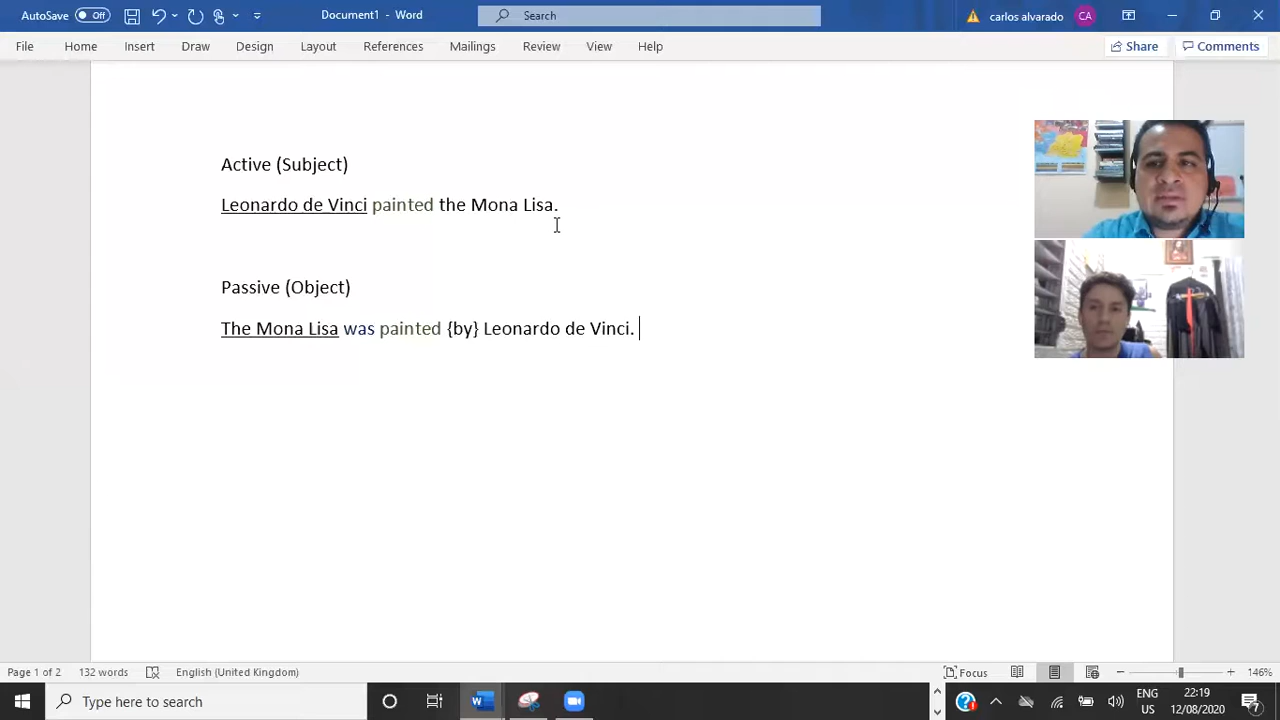 AutoSave Off Document1 - Word Search carlos alvarado CA
File Home Insert Draw Design Layout References Mailings Review View Help Share Comments
Active (Subject)
Leonardo de Vinci painted the Mona Lisa.
Passive (Object)
The Mona Lisa was painted {by} Leonardo de Vinci.
Page 1 of 2 132 words English (United Kingdom) Focus 146%
Type here to search ENG 22:19
US 12/08/2020 7